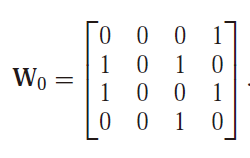 W₀ =
0 0 0 1
1 0 1 0
1 0 0 1
0 0 1 0
.